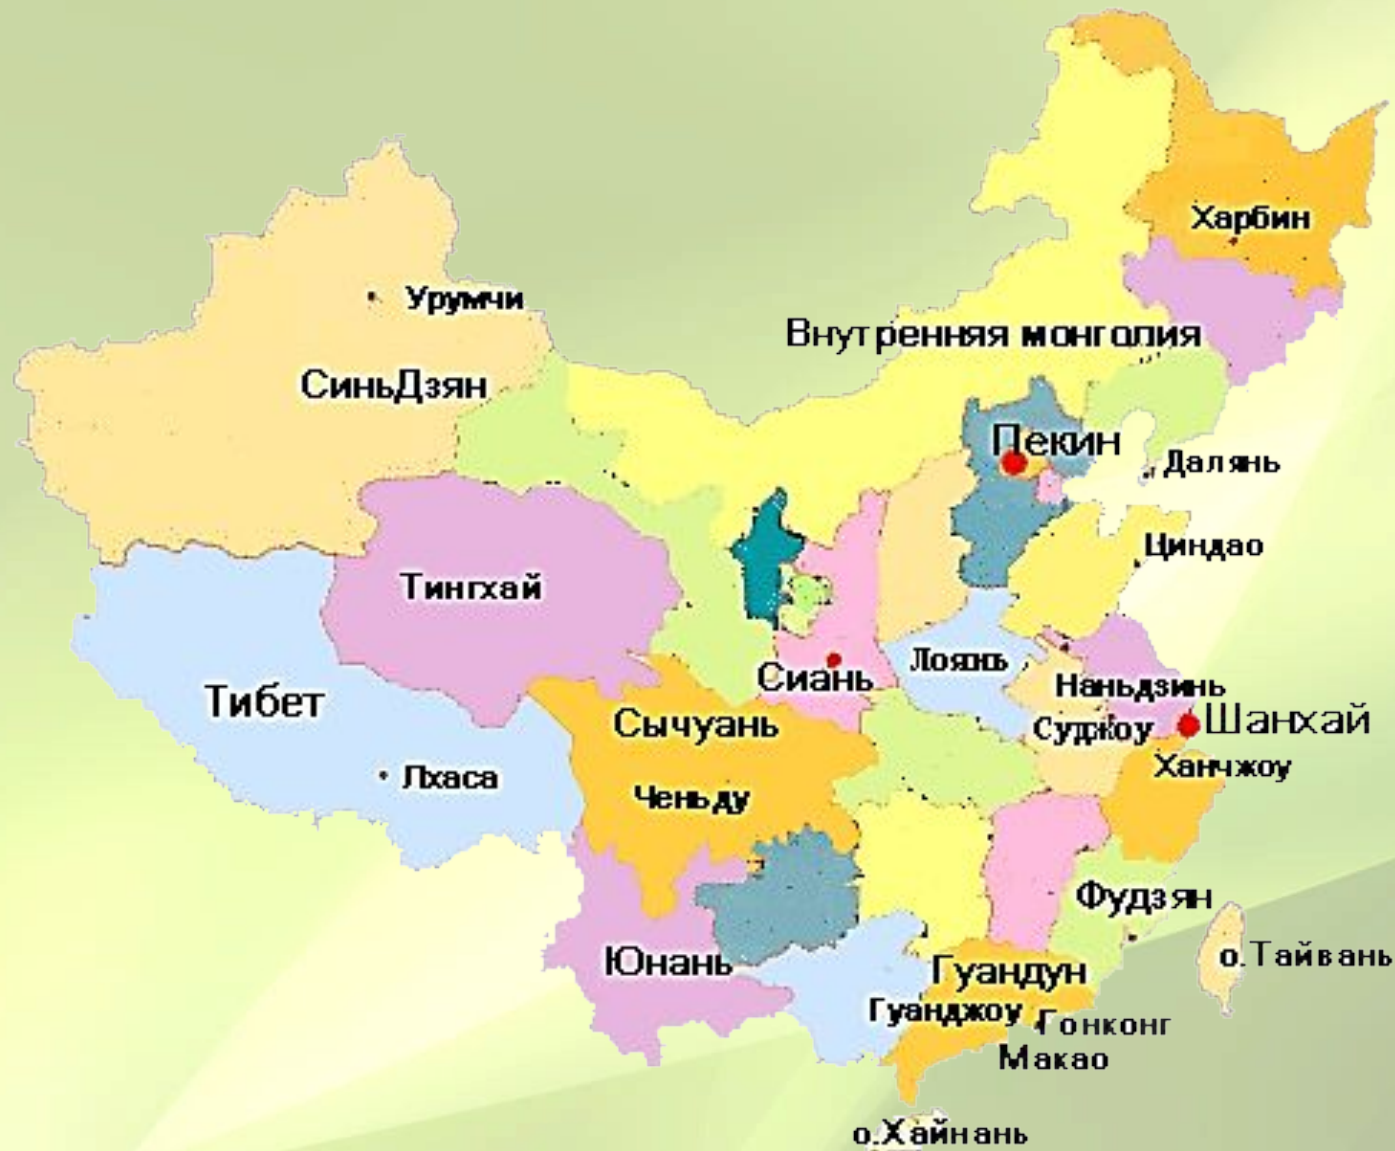 Харбин
Урумчи
Внутренняя монголия
СиньДзян
Пекин
Далянь
Циндао
Тингхай
Лоянь
Сиань
Наньдзинь
Тибет
Сычуань
Суджоу
Шанхай
Ханчжоу
Лхаса
Ченьду
Фудзян
Юнань
Гуандун
о.Тайвань
Гуанджоу
Гонконг
Макао
о.Хайнань